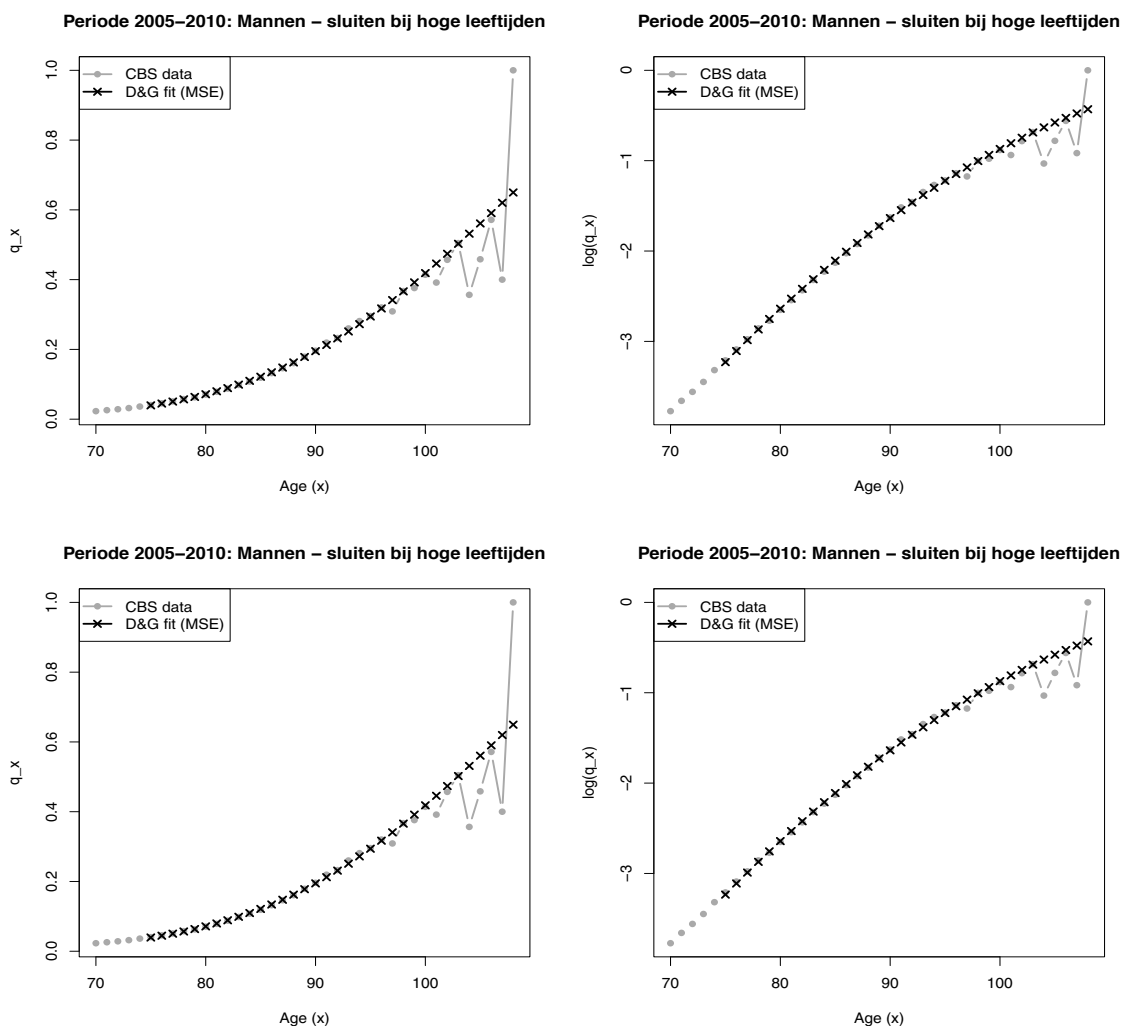 Periode 2005–2010: Mannen – sluiten bij hoge leeftijden
CBS data
D&G fit (MSE)
1.0
0.8
0.6
0.4
0.2
0.0
q_x
70 80 90 100
Age (x)
Periode 2005–2010: Mannen – sluiten bij hoge leeftijden
CBS data
D&G fit (MSE)
0
−1
−2
−3
log(q_x)
70 80 90 100
Age (x)
Periode 2005–2010: Mannen – sluiten bij hoge leeftijden
CBS data
D&G fit (MSE)
1.0
0.8
0.6
0.4
0.2
0.0
q_x
70 80 90 100
Age (x)
Periode 2005–2010: Mannen – sluiten bij hoge leeftijden
CBS data
D&G fit (MSE)
0
−1
−2
−3
log(q_x)
70 80 90 100
Age (x)